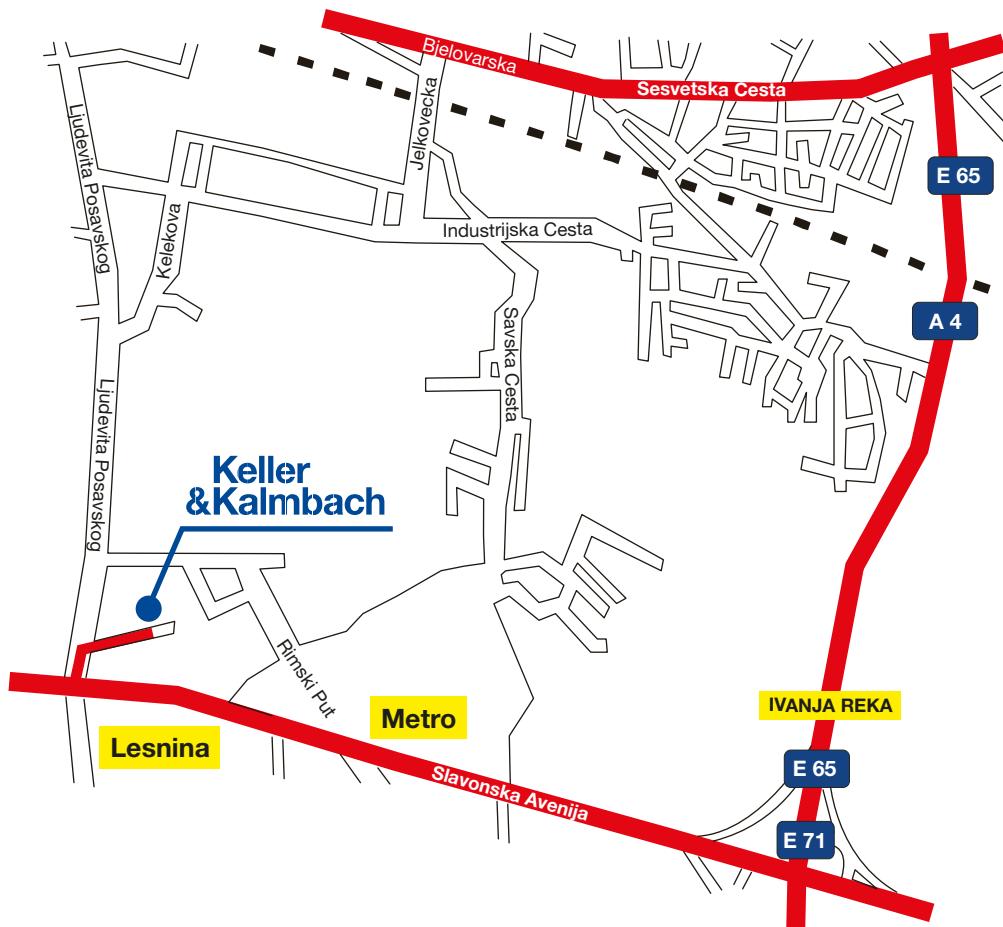 Bjelovarska
Sesvetska Cesta
Ljudevita Posavskog
Jelkovecka
E 65
Kelekova
Industrijska Cesta
A 4
Savska Cesta
Ljudevita Posavskog
Keller
&Kalmbach
Rimski Put
IVANJA REKA
Metro
Lesnina
E 65
Slavonska Avenija
E 71